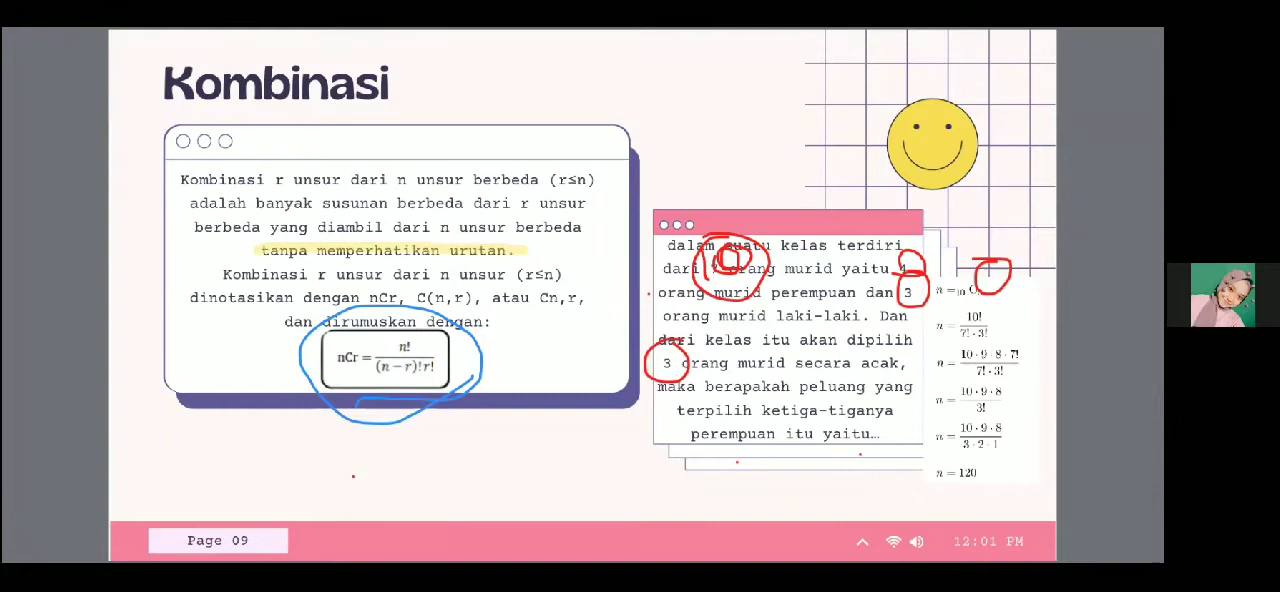 Kombinasi
Kombinasi r unsur dari n unsur berbeda (r≤n)
adalah banyak susunan berbeda dari r unsur
berbeda yang diambil dari n unsur berbeda
tanpa memperhatikan urutan.
Kombinasi r unsur dari n unsur (r≤n)
dinotasikan dengan nCr, C(n,r), atau Cn,r,
dan dirumuskan dengan:
nCr = n! / (n−r)! r!
dalam suatu kelas terdiri
dari orang murid yaitu 4
orang murid perempuan dan 3
orang murid laki-laki. Dan
dari kelas itu akan dipilih
3 orang murid secara acak,
maka berapakah peluang yang
terpilih ketiga-tiganya
perempuan itu yaitu…
n = ₁₀ C
n = 10! / 7! · 3!
n = 10 · 9 · 8 · 7! / 7! · 3!
n = 10 · 9 · 8 / 3!
n = 10 · 9 · 8 / 3 · 2 · 1
n = 120
Page 09
12:01 PM